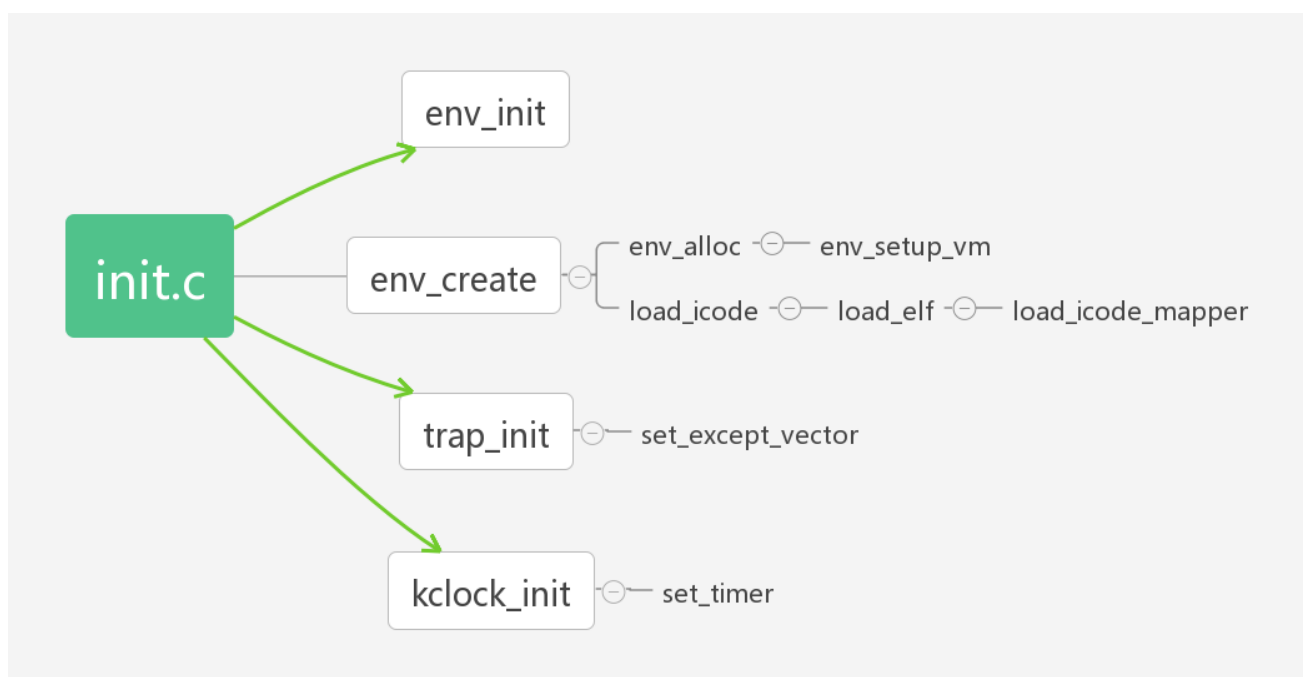 init.c
env_init
env_create
env_alloc
env_setup_vm
load_icode
load_elf
load_icode_mapper
trap_init
set_except_vector
kclock_init
set_timer